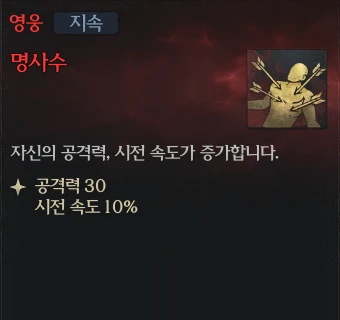 영웅 지속
명사수
자신의 공격력, 시전 속도가 증가합니다.
공격력 30
시전 속도 10%